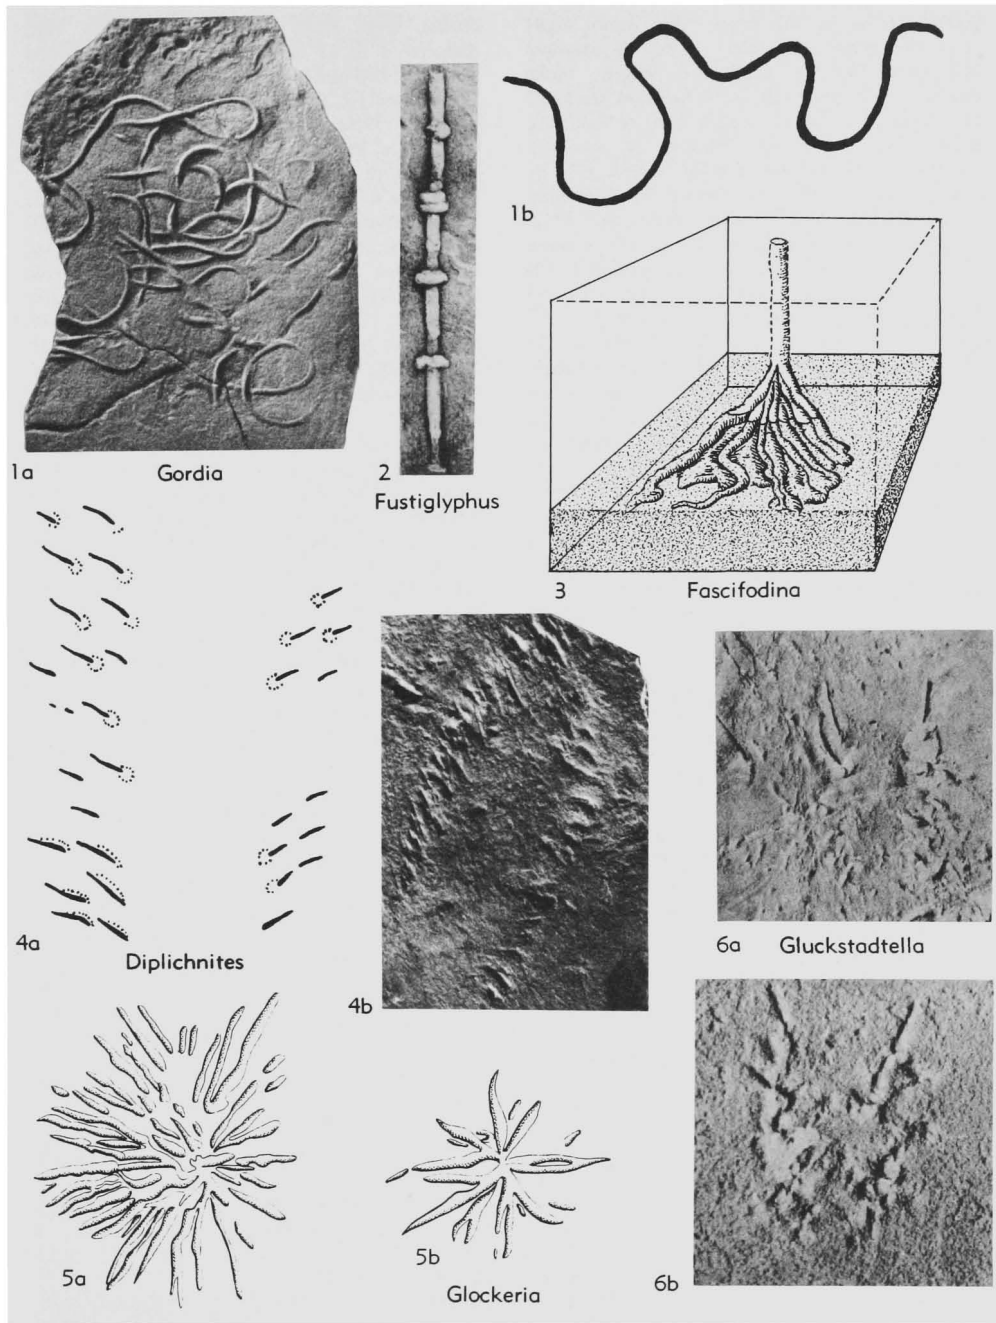 1b
1a
Gordia
2
Fustiglyphus
3
Fascifodina
4a
Diplichnites
4b
6a
Gluckstadtella
5a
5b
Glockeria
6b